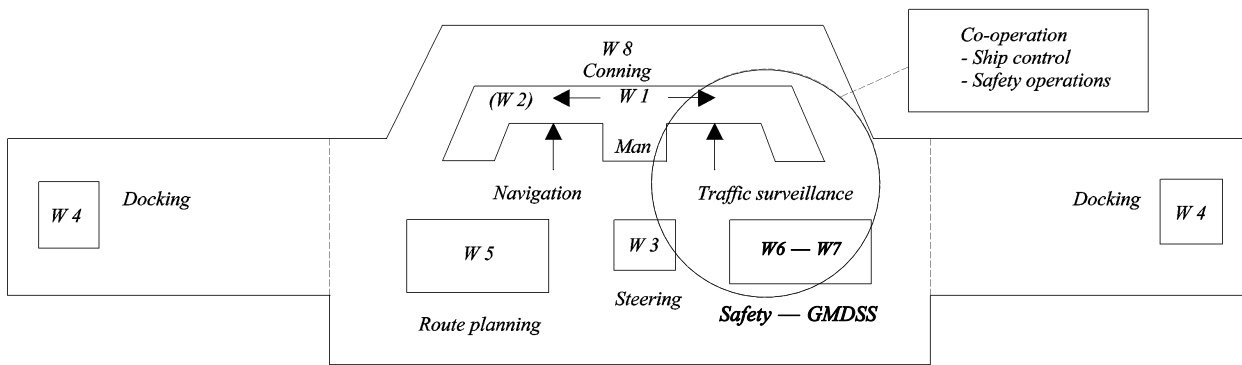 W 8
Conning
Co-operation
- Ship control
- Safety operations
(W 2)
W 1
Man
Navigation
Traffic surveillance
Docking
W 4
Docking
W 4
W 5
W 3
W6 — W7
Steering
Route planning
Safety — GMDSS